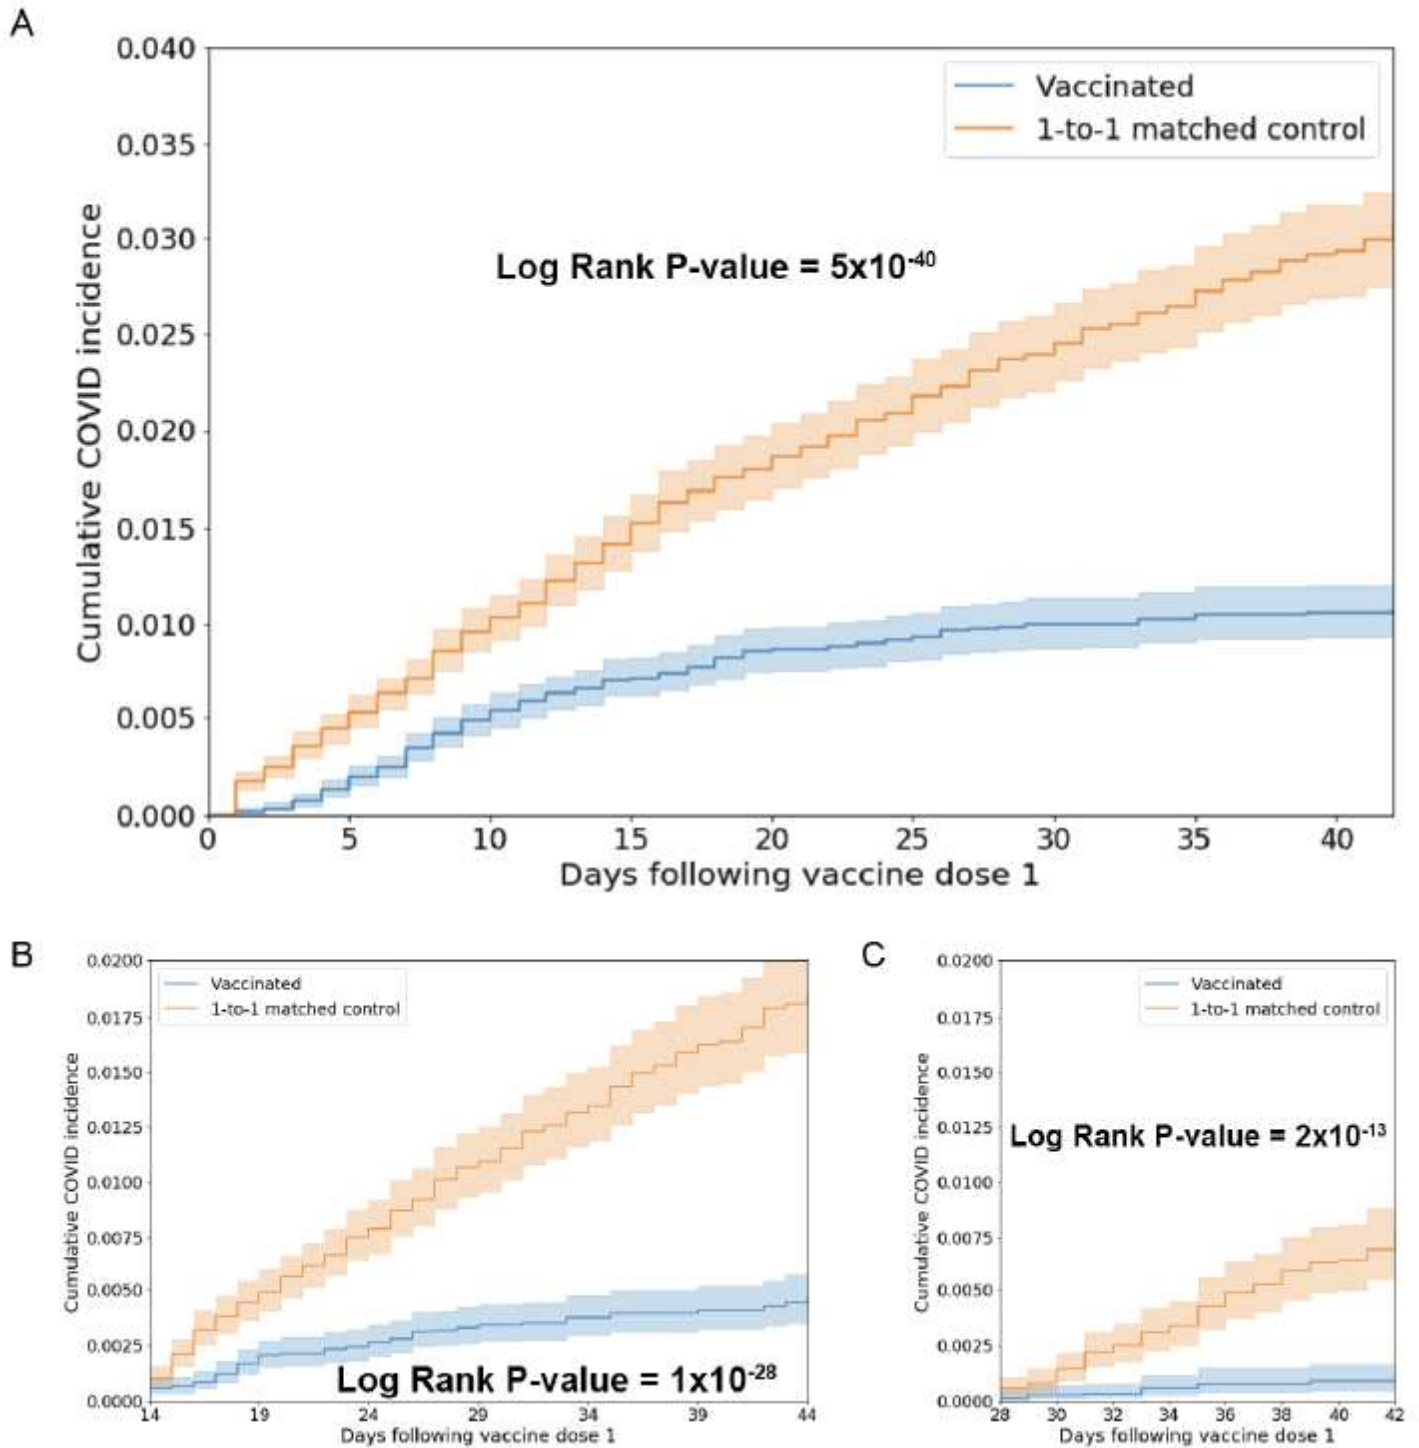 A
0.040
0.035
0.030
0.025
0.020
0.015
0.010
0.005
0.000
Cumulative COVID incidence
Vaccinated
1-to-1 matched control
Log Rank P-value = 5x10⁻⁴⁰
0 5 10 15 20 25 30 35 40
Days following vaccine dose 1
B
0.0200
0.0175
0.0150
0.0125
0.0100
0.0075
0.0050
0.0025
0.0000
Cumulative COVID incidence
Vaccinated
1-to-1 matched control
Log Rank P-value = 1x10⁻²⁸
14 19 24 29 34 39 44
Days following vaccine dose 1
C
0.0200
0.0175
0.0150
0.0125
0.0100
0.0075
0.0050
0.0025
0.0000
Cumulative COVID incidence
Vaccinated
1-to-1 matched control
Log Rank P-value = 2x10⁻¹³
28 30 32 34 36 38 40 42
Days following vaccine dose 1